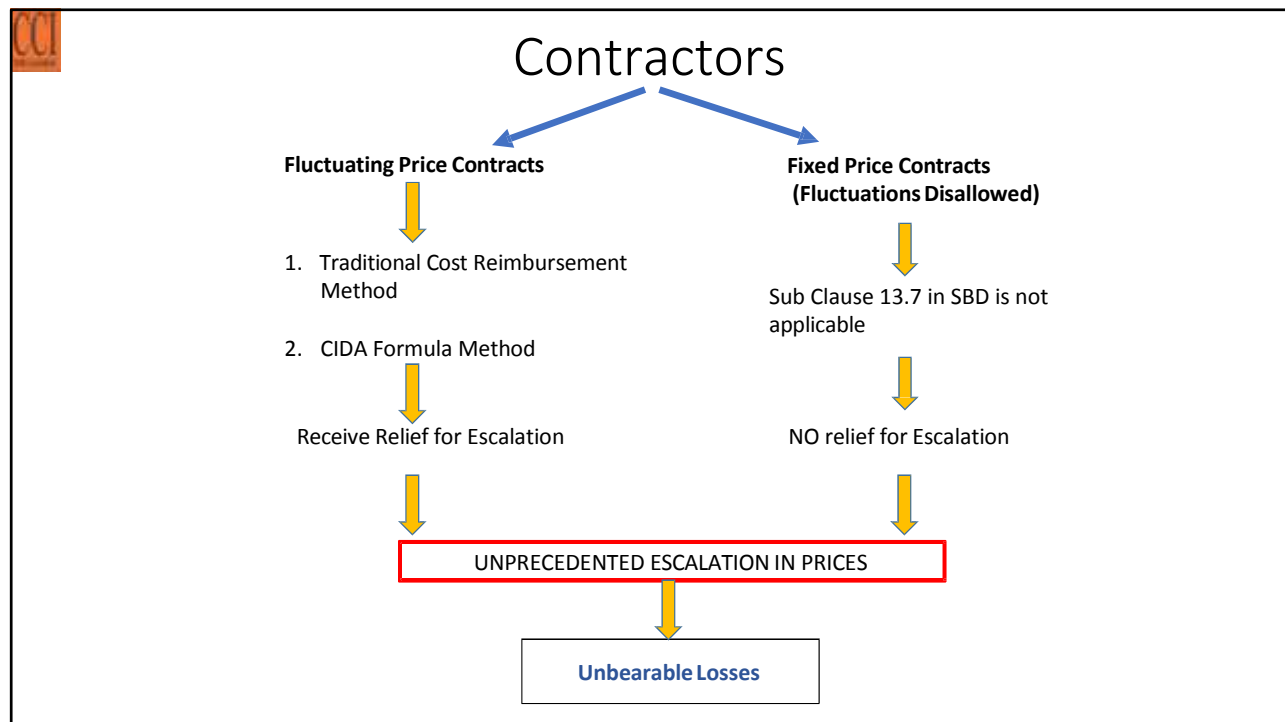 CCI
Contractors
Fluctuating Price Contracts
1. Traditional Cost Reimbursement
Method
2. CIDA Formula Method
Receive Relief for Escalation
Fixed Price Contracts
(Fluctuations Disallowed)
Sub Clause 13.7 in SBD is not
applicable
NO relief for Escalation
UNPRECEDENTED ESCALATION IN PRICES
Unbearable Losses